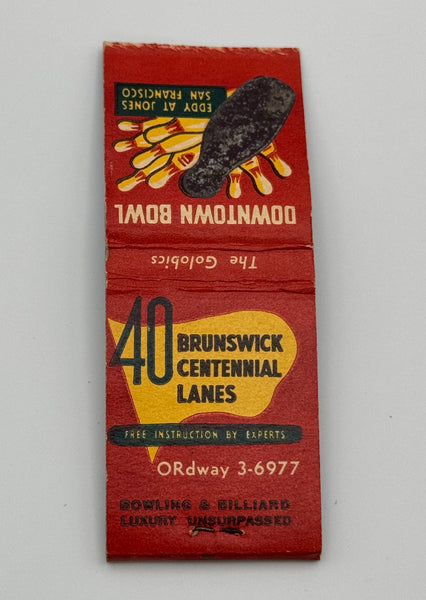 EDDY AT JONES
SAN FRANCISCO
DOWNTOWN BOWL
The Golobics
40 BRUNSWICK
CENTENNIAL
LANES
FREE INSTRUCTION BY EXPERTS
ORdway 3-6977
BOWLING & BILLIARD
LUXURY UNSURPASSED